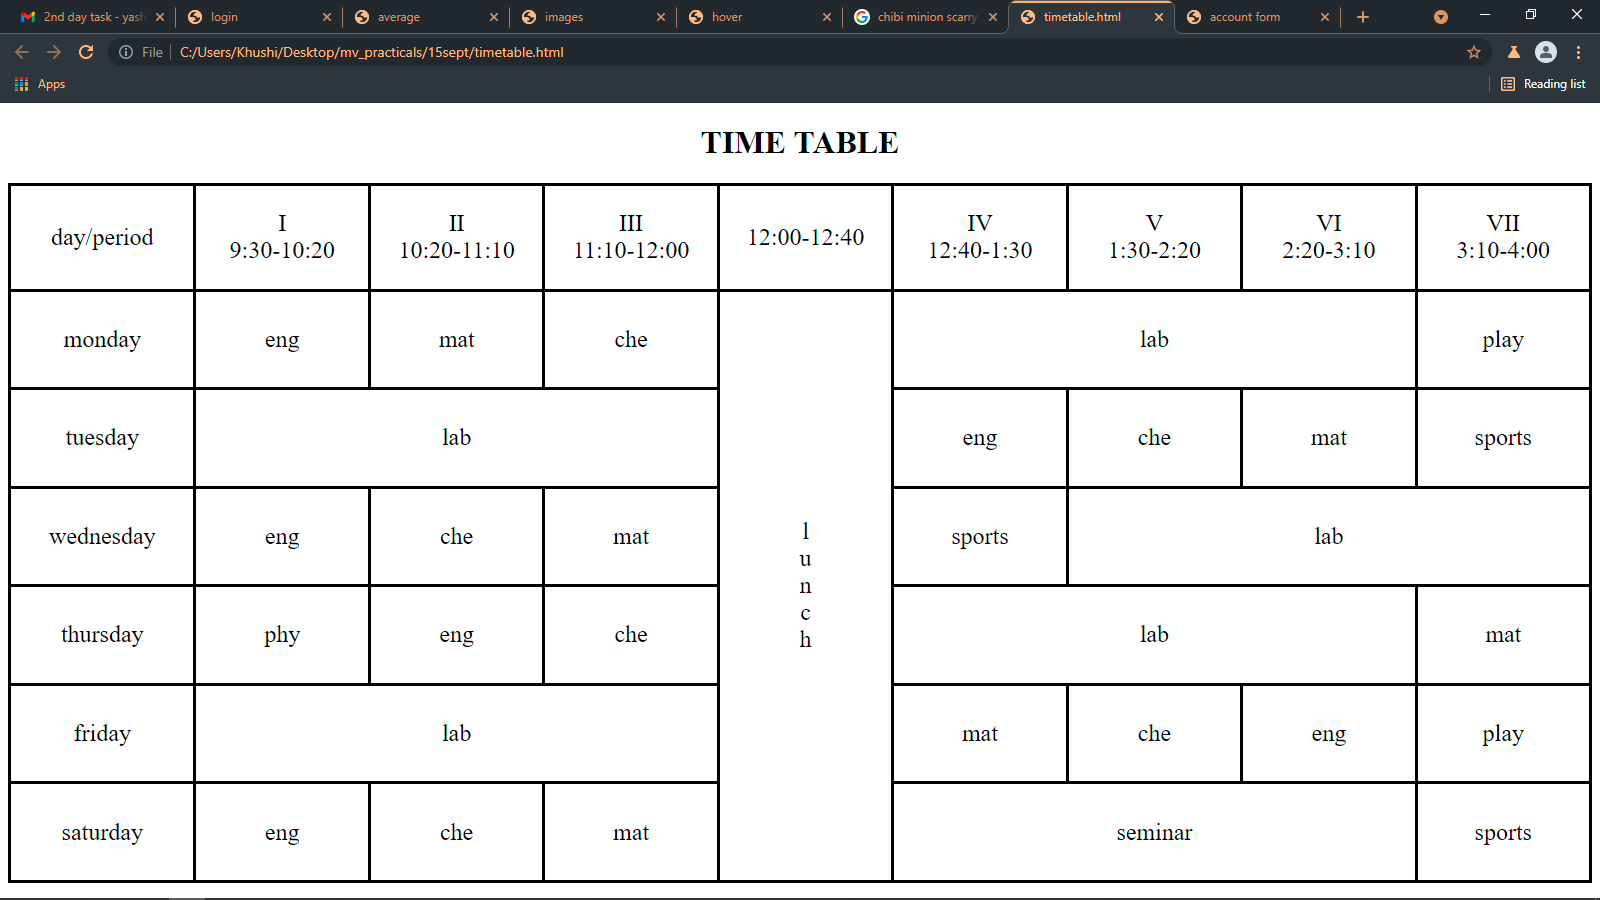 2nd day task - yash
login
average
images
hover
chibi minion scarry
timetable.html
account form
File
C:/Users/Khushi/Desktop/mv_practicals/15sept/timetable.html
Apps
Reading list
TIME TABLE
day/period
I
9:30-10:20
II
10:20-11:10
III
11:10-12:00
12:00-12:40
IV
12:40-1:30
V
1:30-2:20
VI
2:20-3:10
VII
3:10-4:00
monday eng mat che lab play
tuesday lab eng che mat sports
wednesday eng che mat sports lab
l
u
n
c
h
thursday phy eng che lab mat
friday lab mat che eng play
saturday eng che mat seminar sports